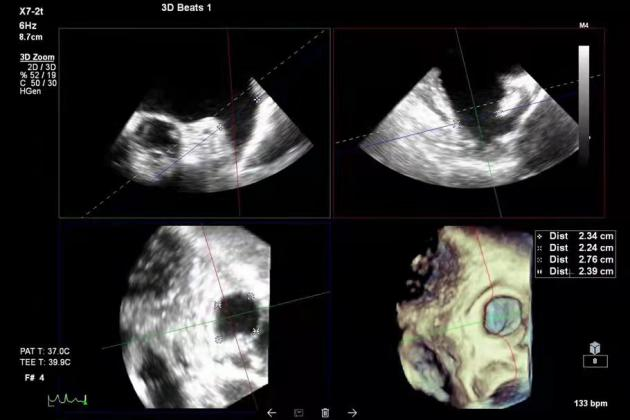 X7-2t
6Hz
8.7cm
3D Beats 1
M4
3D Zoom
2D / 3D
% 52 / 19
C 50 / 30
HGen
Dist 2.34 cm
Dist 2.24 cm
Dist 2.76 cm
Dist 2.39 cm
PAT T: 37.0C
TEE T: 39.9C
F# 4
8
133 bpm